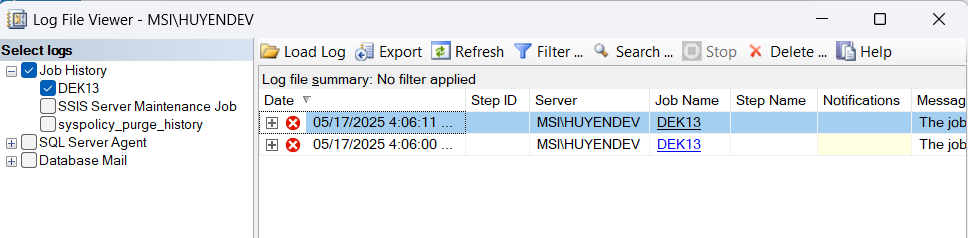 Log File Viewer - MSI\HUYENDEV
Select logs
Job History
DEK13
SSIS Server Maintenance Job
syspolicy_purge_history
SQL Server Agent
Database Mail
Load Log Export Refresh Filter ... Search ... Stop Delete ... Help
Log file summary: No filter applied
Date Step ID Server Job Name Step Name Notifications Messag
05/17/2025 4:06:11 ... MSI\HUYENDEV DEK13 The job
05/17/2025 4:06:00 ... MSI\HUYENDEV DEK13 The job